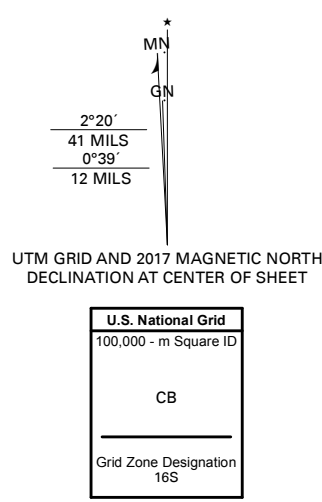 MN
GN
2°20´
41 MILS
0°39´
12 MILS
UTM GRID AND 2017 MAGNETIC NORTH
DECLINATION AT CENTER OF SHEET
U.S. National Grid
100,000 - m Square ID
CB
Grid Zone Designation
16S